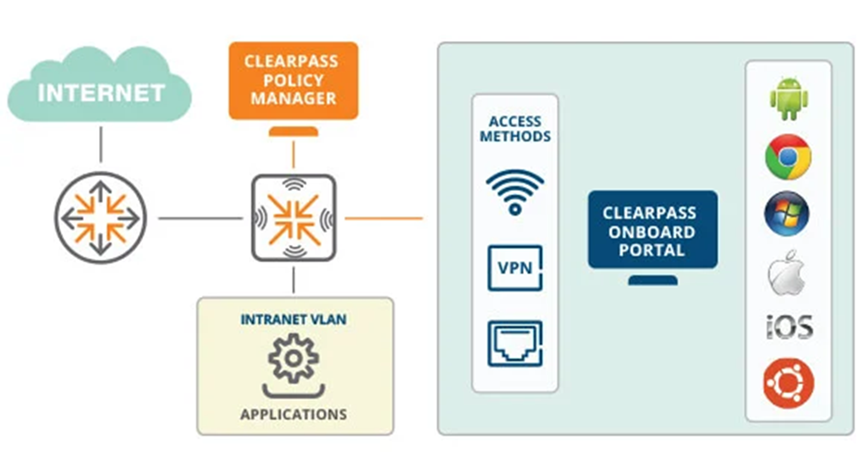 INTERNET
CLEARPASS
POLICY
MANAGER
INTRANET VLAN
APPLICATIONS
ACCESS
METHODS
VPN
CLEARPASS
ONBOARD
PORTAL
iOS